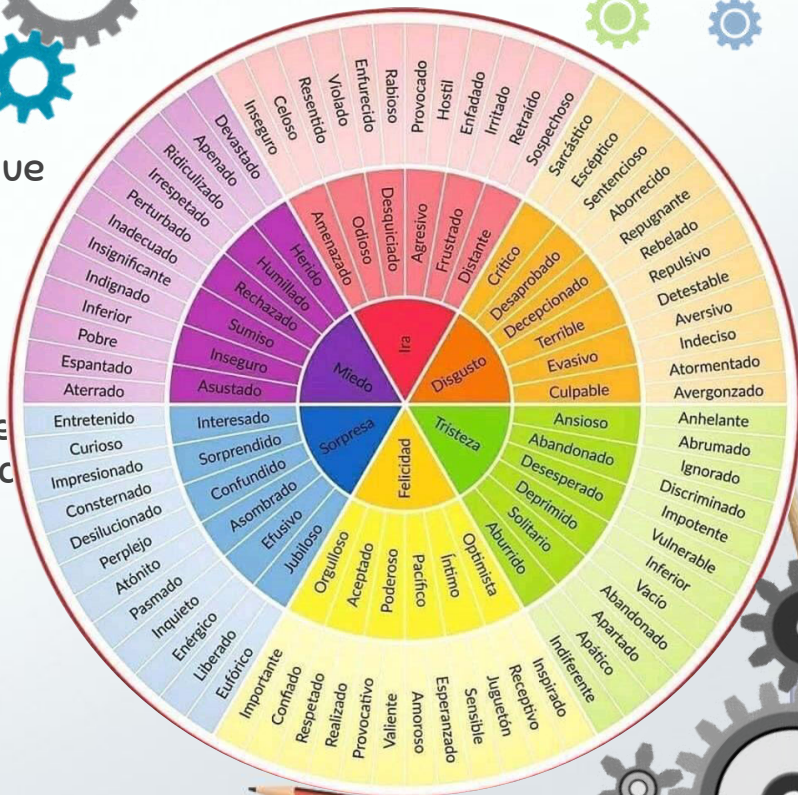 ue
e
c
Ira
Disgusto
Tristeza
Felicidad
Sorpresa
Miedo
Amenazado
Odioso
Desquiciado
Agresivo
Frustrado
Distante
Crítico
Desaprobado
Decepcionado
Terrible
Evasivo
Culpable
Ansioso
Abandonado
Desesperado
Deprimido
Solitario
Aburrido
Optimista
Íntimo
Pacífico
Poderoso
Aceptado
Orgulloso
Jubiloso
Efusivo
Asombrado
Confundido
Sorprendido
Interesado
Asustado
Inseguro
Sumiso
Rechazado
Humillado
Herido
Inseguro
Celoso
Resentido
Violado
Enfurecido
Rabioso
Provocado
Hostil
Enfadado
Irritado
Retraído
Sospechoso
Sarcástico
Escéptico
Sentencioso
Aborrecido
Repugnante
Rebelado
Repulsivo
Detestable
Aversivo
Indeciso
Atormentado
Avergonzado
Anhelante
Abrumado
Ignorado
Discriminado
Impotente
Vulnerable
Inferior
Vacío
Abandonado
Apartado
Apático
Indiferente
Inspirado
Receptivo
Juguetón
Sensible
Esperanzado
Amoroso
Valiente
Provocativo
Realizado
Respetado
Confiado
Importante
Eufórico
Liberado
Enérgico
Inquieto
Pasmado
Atónito
Perplejo
Desilucionado
Consternado
Impresionado
Curioso
Entretenido
Aterrado
Espantado
Pobre
Inferior
Indignado
Insignificante
Inadecuado
Perturbado
Irrespetado
Ridiculizado
Apenado
Devastado